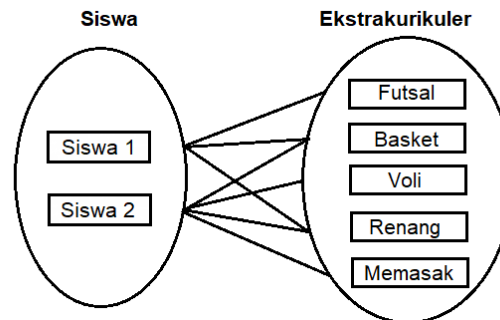 Siswa
Ekstrakurikuler
Siswa 1
Siswa 2
Futsal
Basket
Voli
Renang
Memasak